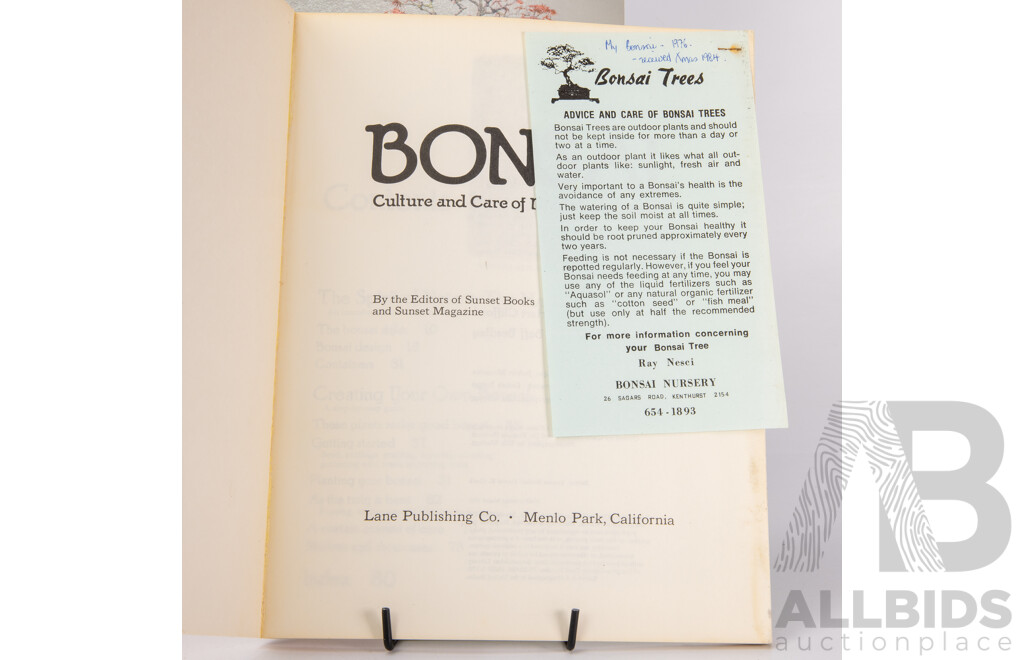 My Bonsai - 1976.
- received Xmas 1984.
Bonsai Trees
ADVICE AND CARE OF BONSAI TREES
Bonsai Trees are outdoor plants and should
not be kept inside for more than a day or
two at a time.
As an outdoor plant it likes what all out-
door plants like: sunlight, fresh air and
water.
Very important to a Bonsai's health is the
avoidance of any extremes.
The watering of a Bonsai is quite simple;
just keep the soil moist at all times.
In order to keep your Bonsai healthy it
should be root pruned approximately every
two years.
Feeding is not necessary if the Bonsai is
repotted regularly. However, if you feel your
Bonsai needs feeding at any time, you may
use any of the liquid fertilizers such as
"Aquasol" or any natural organic fertilizer
such as "cotton seed" or "fish meal"
(but use only at half the recommended
strength).
For more information concerning
your Bonsai Tree
Ray Nesci
BONSAI NURSERY
26 SAGARS ROAD, KENTHURST 2154
654-1893
BON
Culture and Care of
By the Editors of Sunset Books
and Sunset Magazine
Lane Publishing Co. · Menlo Park, California
AB
ALLBIDS
auctionplace